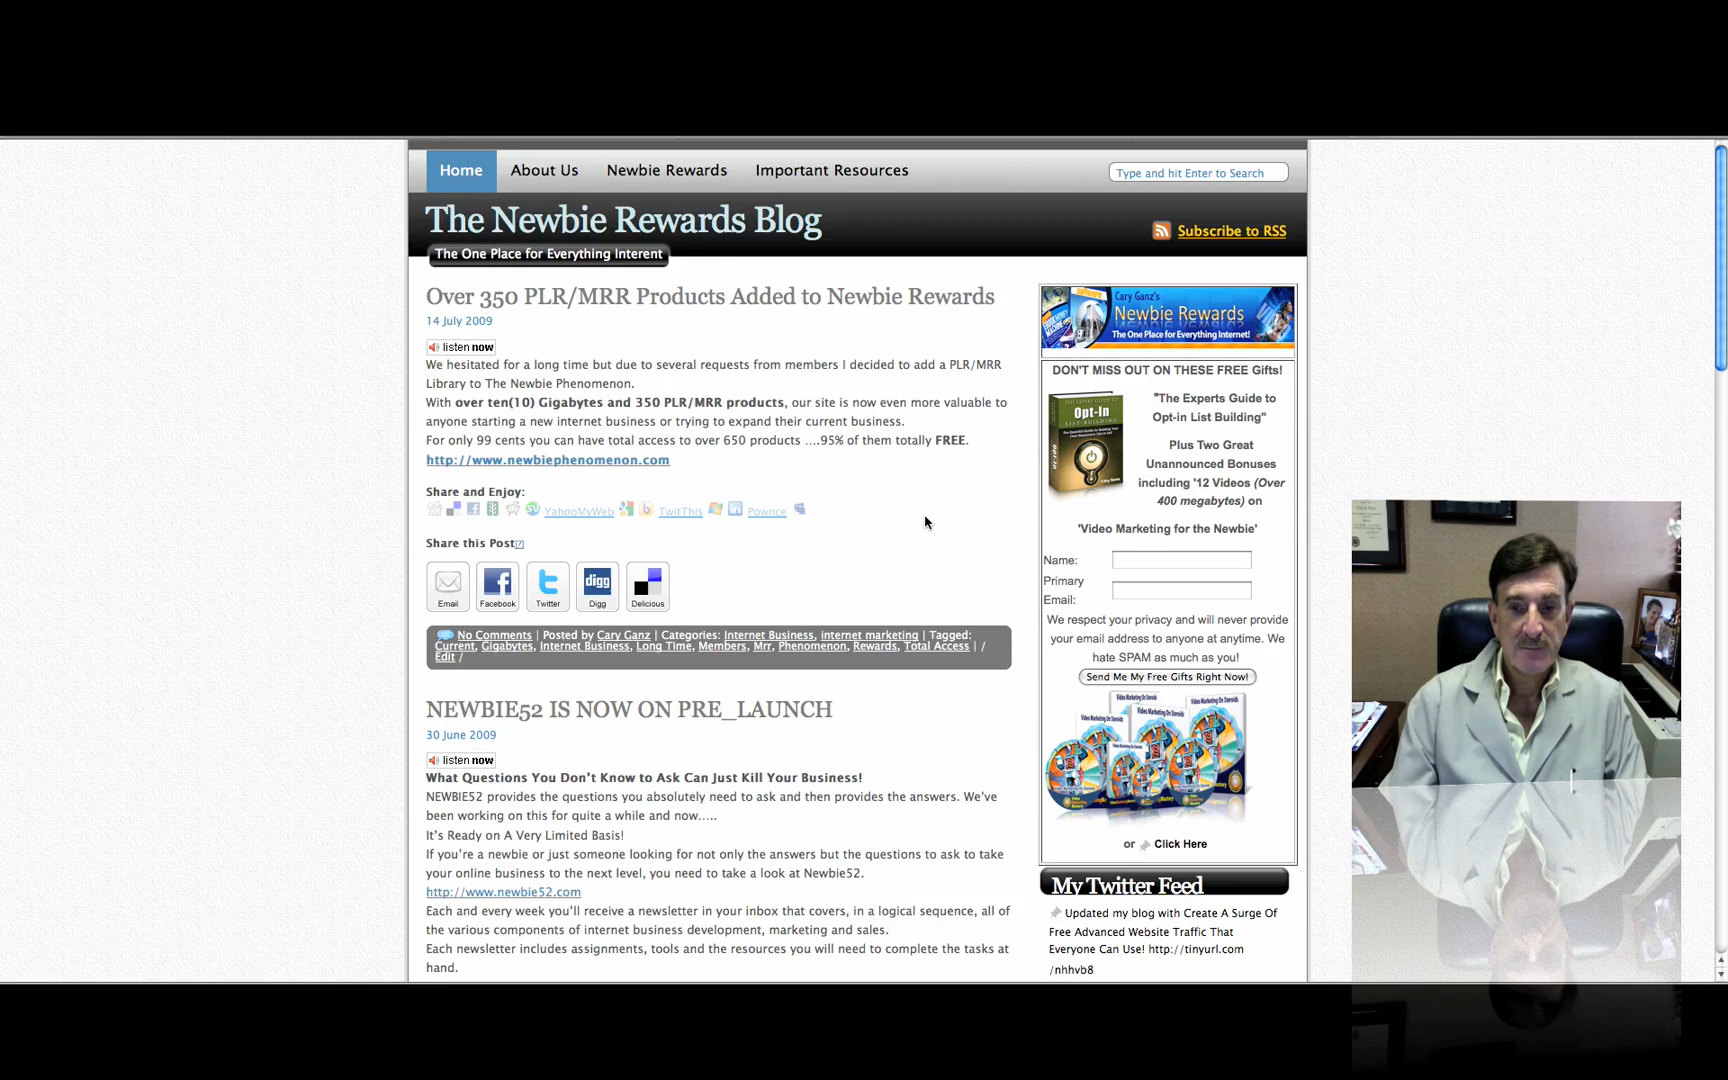 Home About Us Newbie Rewards Important Resources
Type and hit Enter to Search
The Newbie Rewards Blog
Subscribe to RSS
The One Place for Everything Interent
Over 350 PLR/MRR Products Added to Newbie Rewards
14 July 2009
listen now
We hesitated for a long time but due to several requests from members I decided to add a PLR/MRR
Library to The Newbie Phenomenon.
With over ten(10) Gigabytes and 350 PLR/MRR products, our site is now even more valuable to
anyone starting a new internet business or trying to expand their current business.
For only 99 cents you can have total access to over 650 products ....95% of them totally FREE.
http://www.newbiephenomenon.com
Share and Enjoy:
YahooMyWeb TwitThis Pownce
Share this Post[?]
Email Facebook Twitter Digg Delicious
digg
No Comments | Posted by Cary Ganz | Categories: Internet Business, internet marketing | Tagged:
Current, Gigabytes, Internet Business, Long Time, Members, Mrr, Phenomenon, Rewards, Total Access | /
Edit /
NEWBIE52 IS NOW ON PRE_LAUNCH
30 June 2009
listen now
What Questions You Don't Know to Ask Can Just Kill Your Business!
NEWBIE52 provides the questions you absolutely need to ask and then provides the answers. We've
been working on this for quite a while and now.....
It's Ready on A Very Limited Basis!
If you're a newbie or just someone looking for not only the answers but the questions to ask to take
your online business to the next level, you need to take a look at Newbie52.
http://www.newbie52.com
Each and every week you'll receive a newsletter in your inbox that covers, in a logical sequence, all of
the various components of internet business development, marketing and sales.
Each newsletter includes assignments, tools and the resources you will need to complete the tasks at
hand.
Cary Ganz's
Newbie Rewards
The One Place for Everything Internet!
DON'T MISS OUT ON THESE FREE Gifts!
Opt-In
LIST-BUILDING
"The Experts Guide to
Opt-in List Building"
Plus Two Great
Unannounced Bonuses
including '12 Videos (Over
400 megabytes) on
'Video Marketing for the Newbie'
Name:
Primary
Email:
We respect your privacy and will never provide
your email address to anyone at anytime. We
hate SPAM as much as you!
Send Me My Free Gifts Right Now!
Video Marketing On Steroids
or Click Here
My Twitter Feed
Updated my blog with Create A Surge Of
Free Advanced Website Traffic That
Everyone Can Use! http://tinyurl.com
/nhhvb8